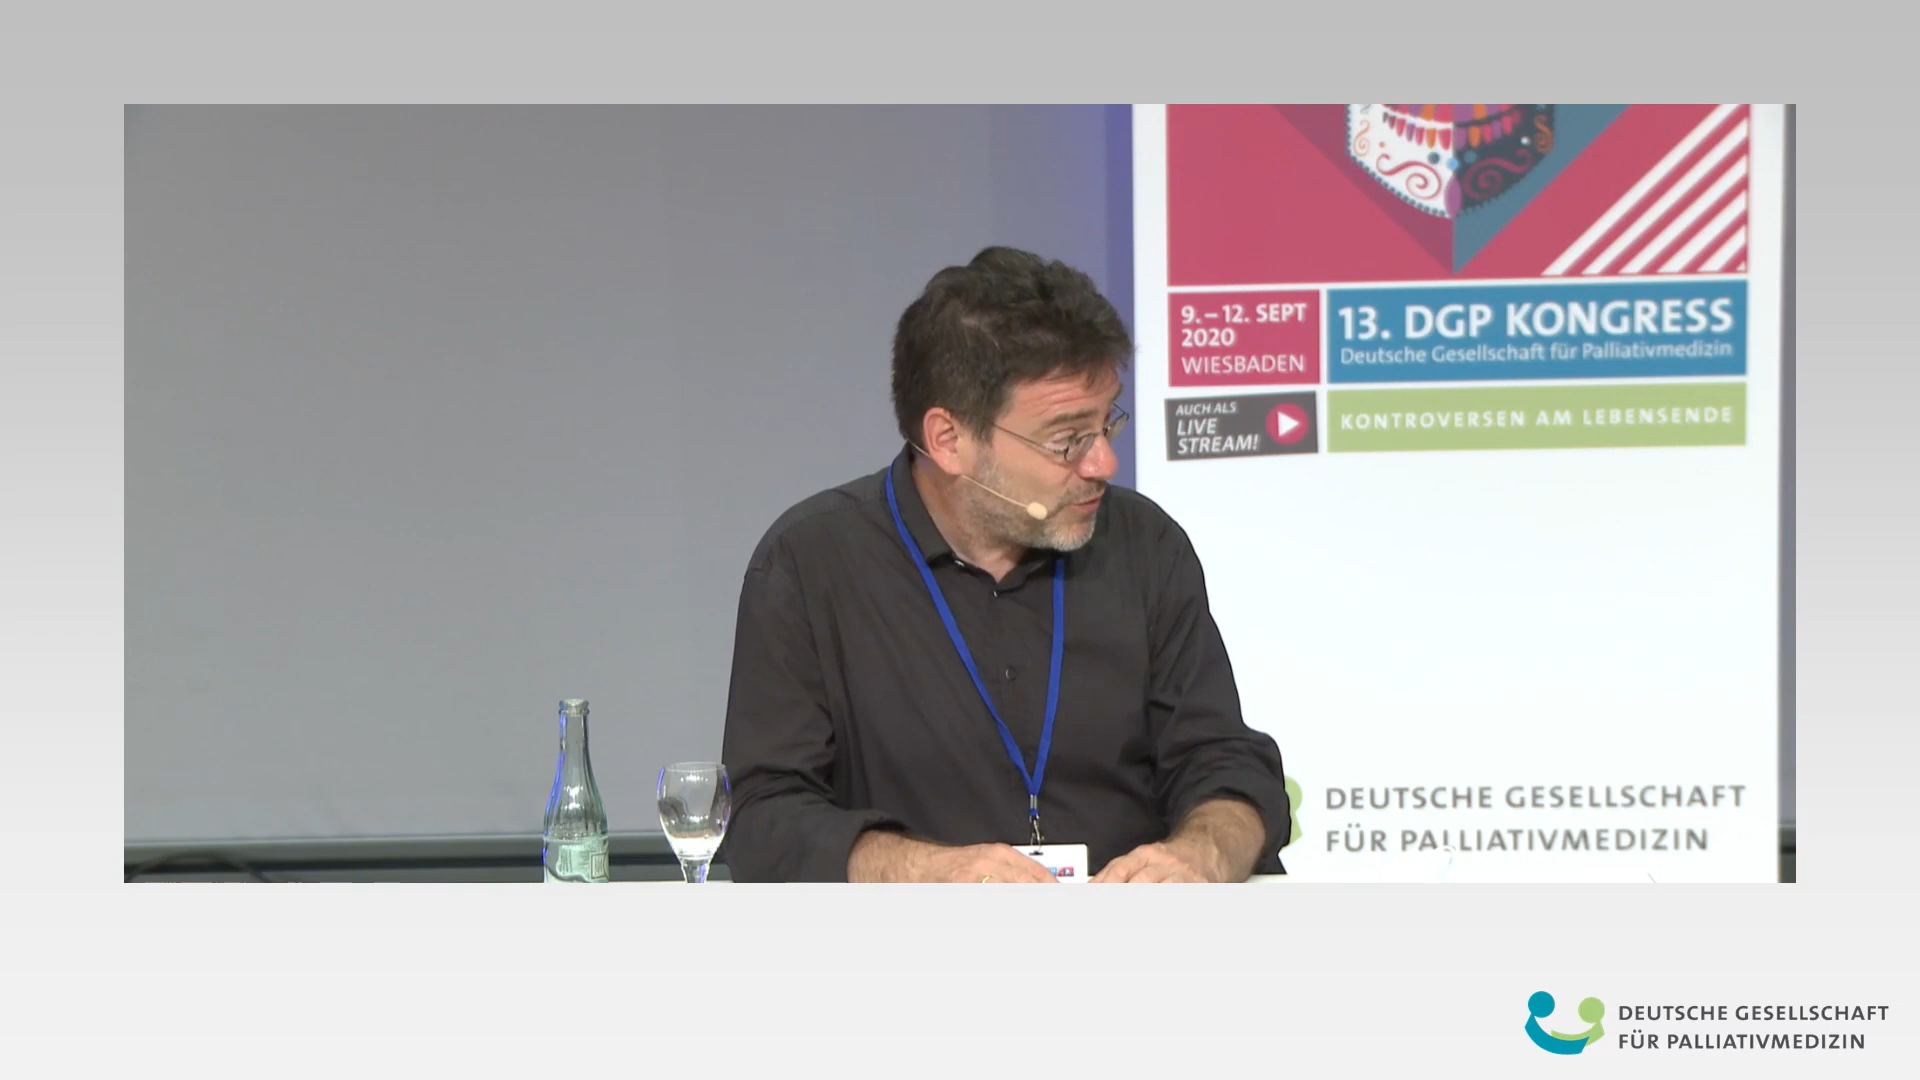 9. – 12. SEPT
2020
WIESBADEN
13. DGP KONGRESS
Deutsche Gesellschaft für Palliativmedizin
AUCH ALS
LIVE
STREAM!
KONTROVERSEN AM LEBENSENDE
DEUTSCHE GESELLSCHAFT
FÜR PALLIATIVMEDIZIN
DEUTSCHE GESELLSCHAFT
FÜR PALLIATIVMEDIZIN